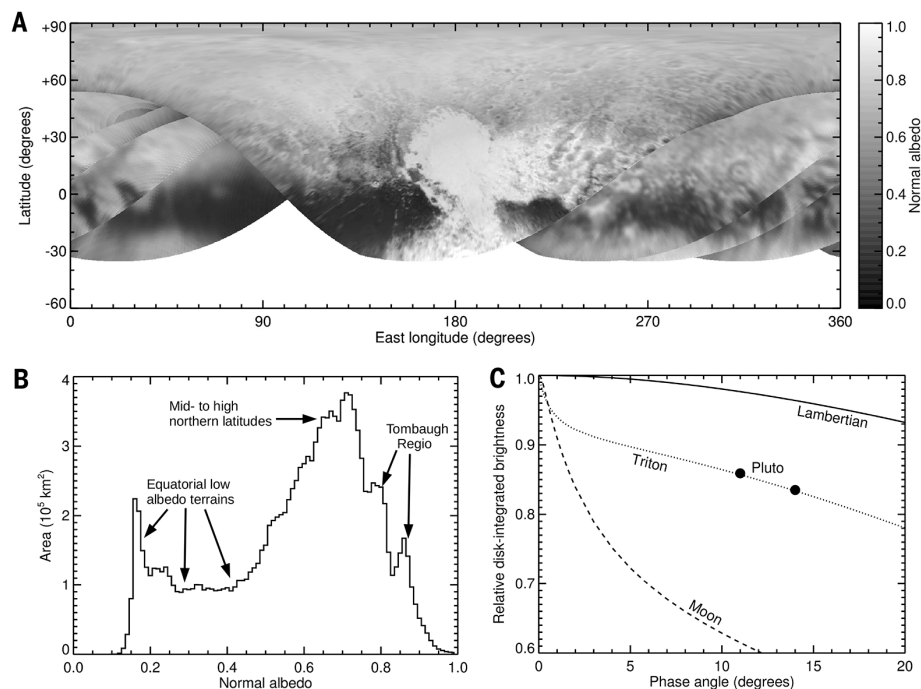 A
+90
+60
+30
0
-30
-60
Latitude (degrees)
0
90
180
270
360
East longitude (degrees)
1.0
0.8
0.6
0.4
0.2
0.0
Normal albedo
B
4
3
2
1
0
Area (10⁵ km²)
Mid- to high
northern latitudes
Tombaugh
Regio
Equatorial low
albedo terrains
0.0
0.2
0.4
0.6
0.8
1.0
Normal albedo
C
1.0
0.9
0.8
0.7
0.6
Relative disk-integrated brightness
Lambertian
Triton
Pluto
Moon
0
5
10
15
20
Phase angle (degrees)